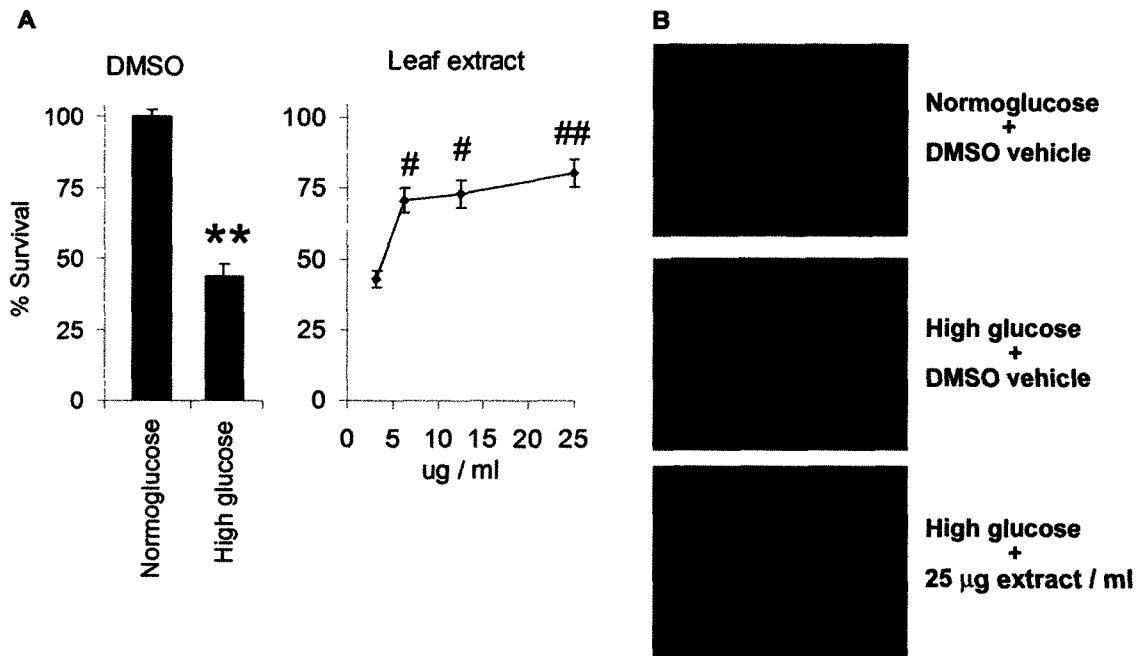 A
DMSO
Leaf extract
% Survival
100
75
50
25
0
**
Normoglucose
High glucose
100
75
50
25
0
#
#
##
0 5 10 15 20 25
ug / ml
B
Normoglucose
+
DMSO vehicle
High glucose
+
DMSO vehicle
High glucose
+
25 μg extract / ml